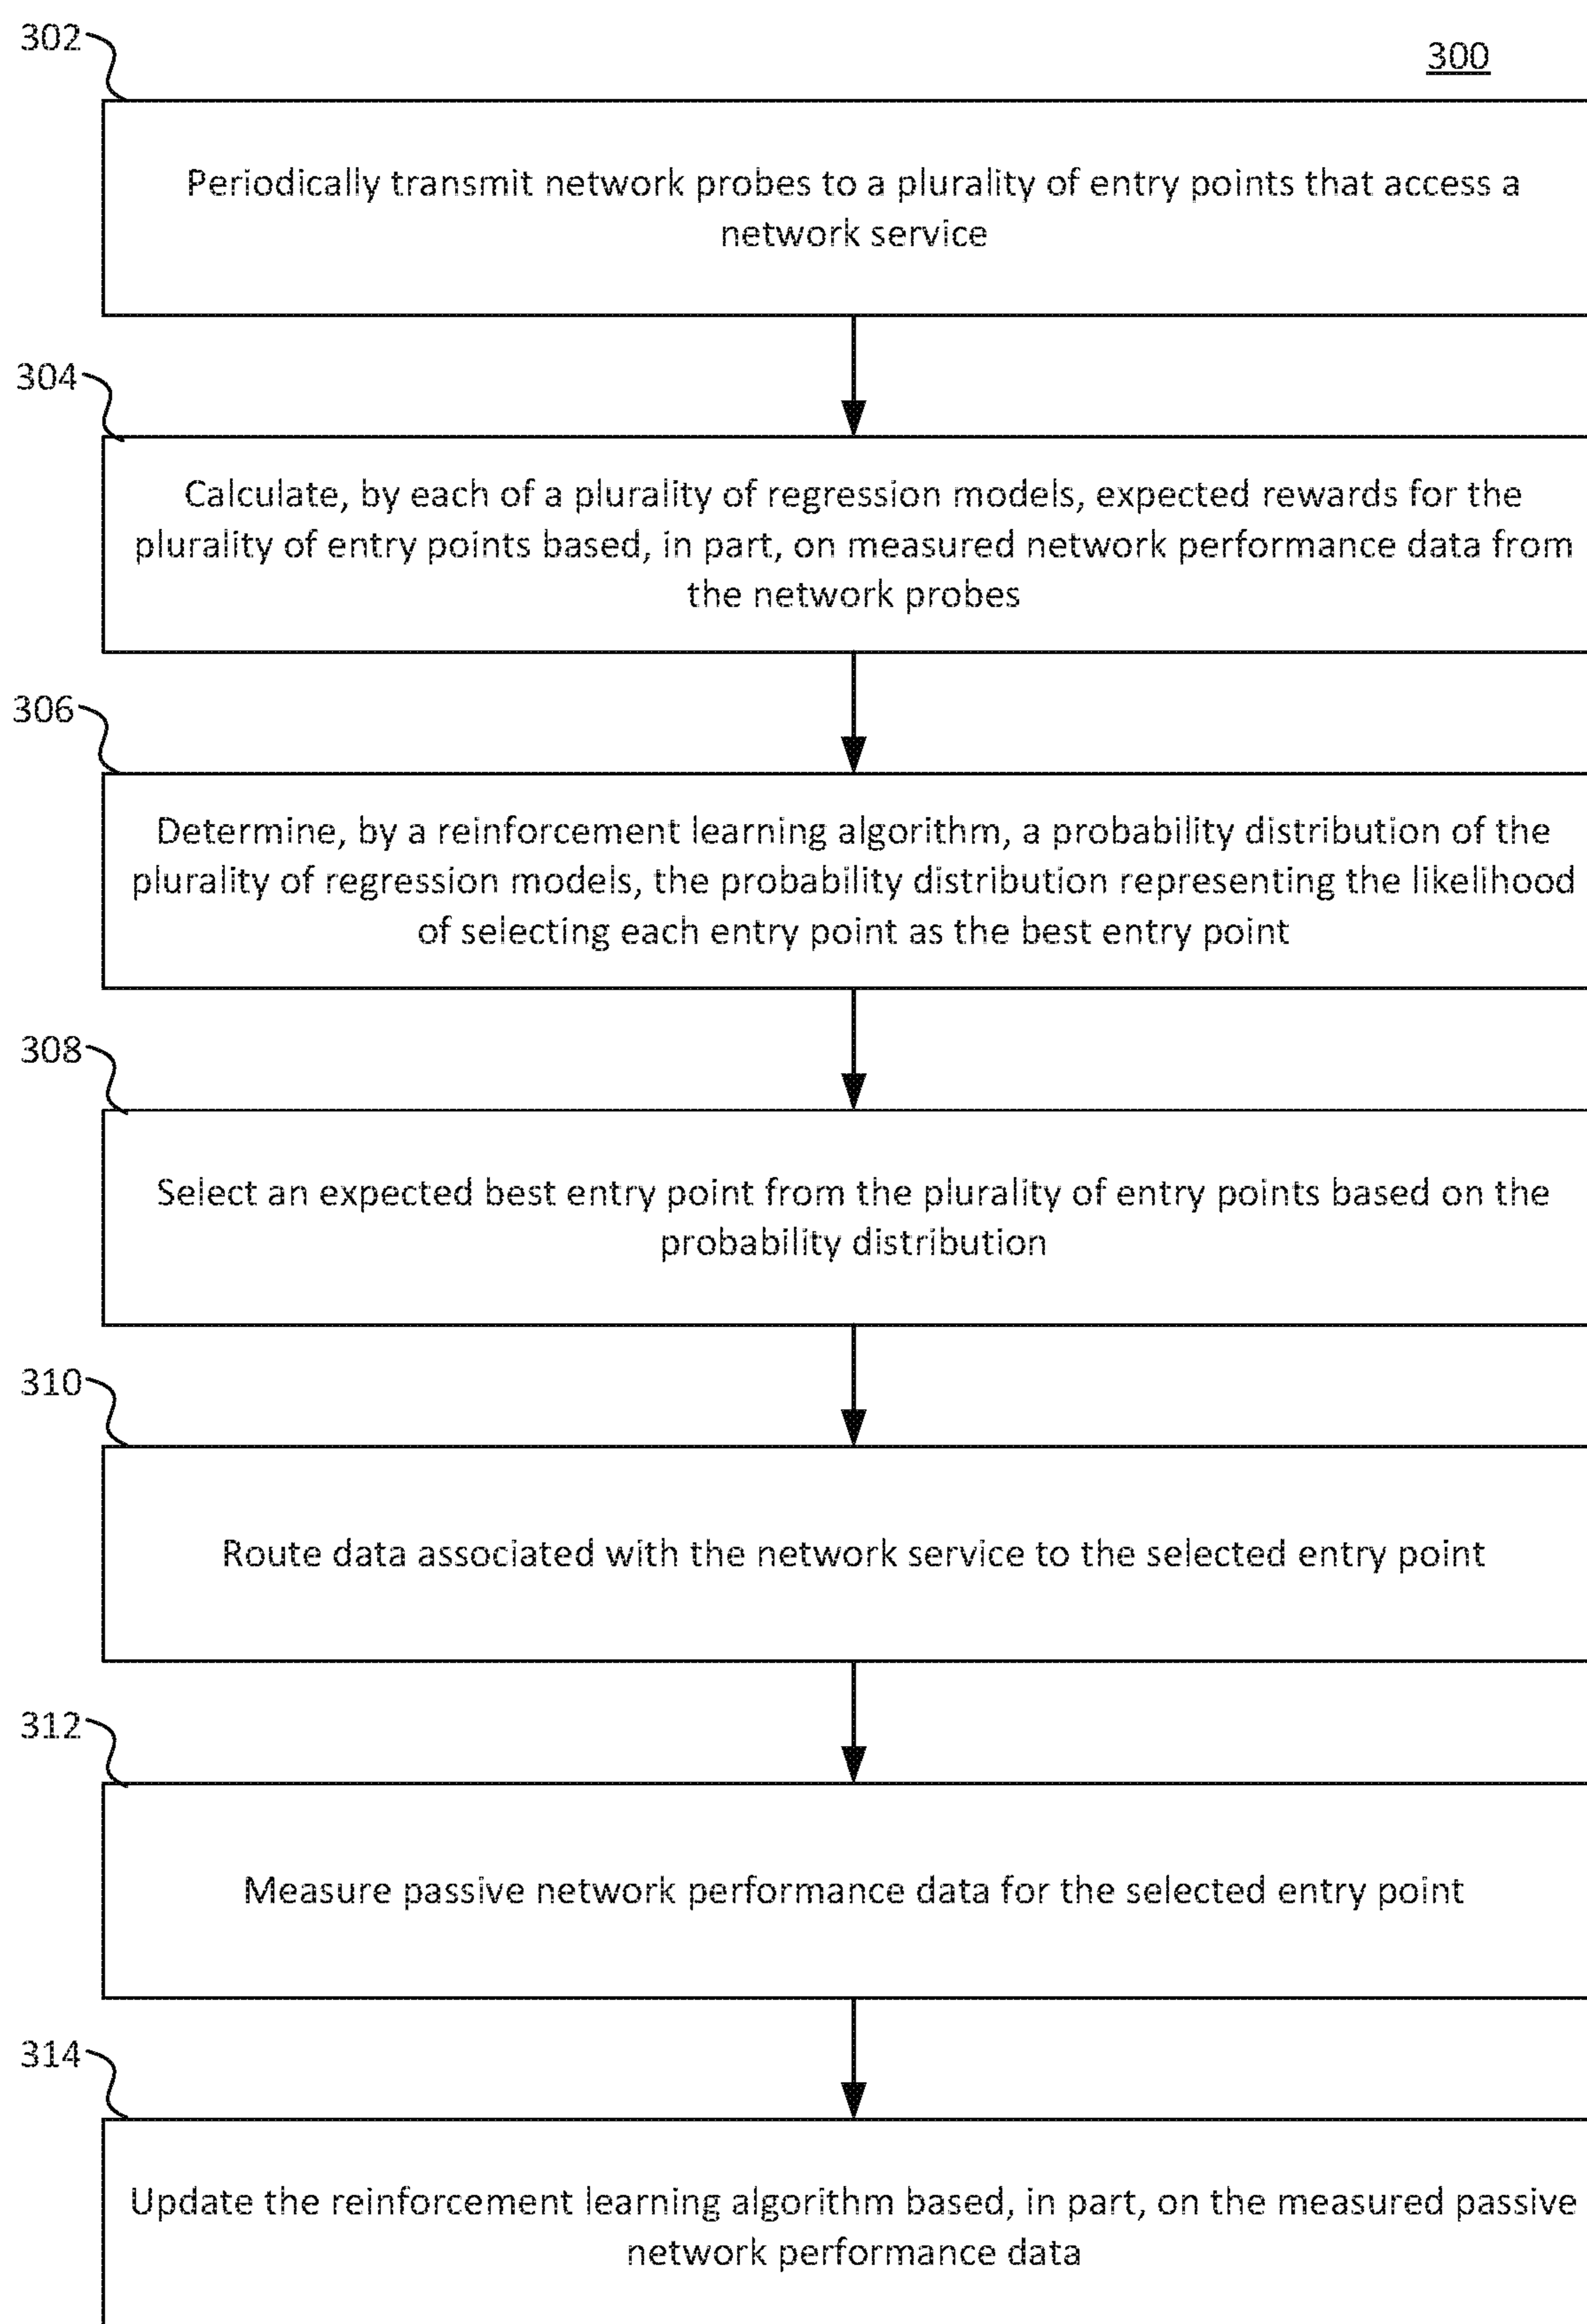 302
300
Periodically transmit network probes to a plurality of entry points that access a
network service
304
Calculate, by each of a plurality of regression models, expected rewards for the
plurality of entry points based, in part, on measured network performance data from
the network probes
306
Determine, by a reinforcement learning algorithm, a probability distribution of the
plurality of regression models, the probability distribution representing the likelihood
of selecting each entry point as the best entry point
308
Select an expected best entry point from the plurality of entry points based on the
probability distribution
310
Route data associated with the network service to the selected entry point
312
Measure passive network performance data for the selected entry point
314
Update the reinforcement learning algorithm based, in part, on the measured passive
network performance data